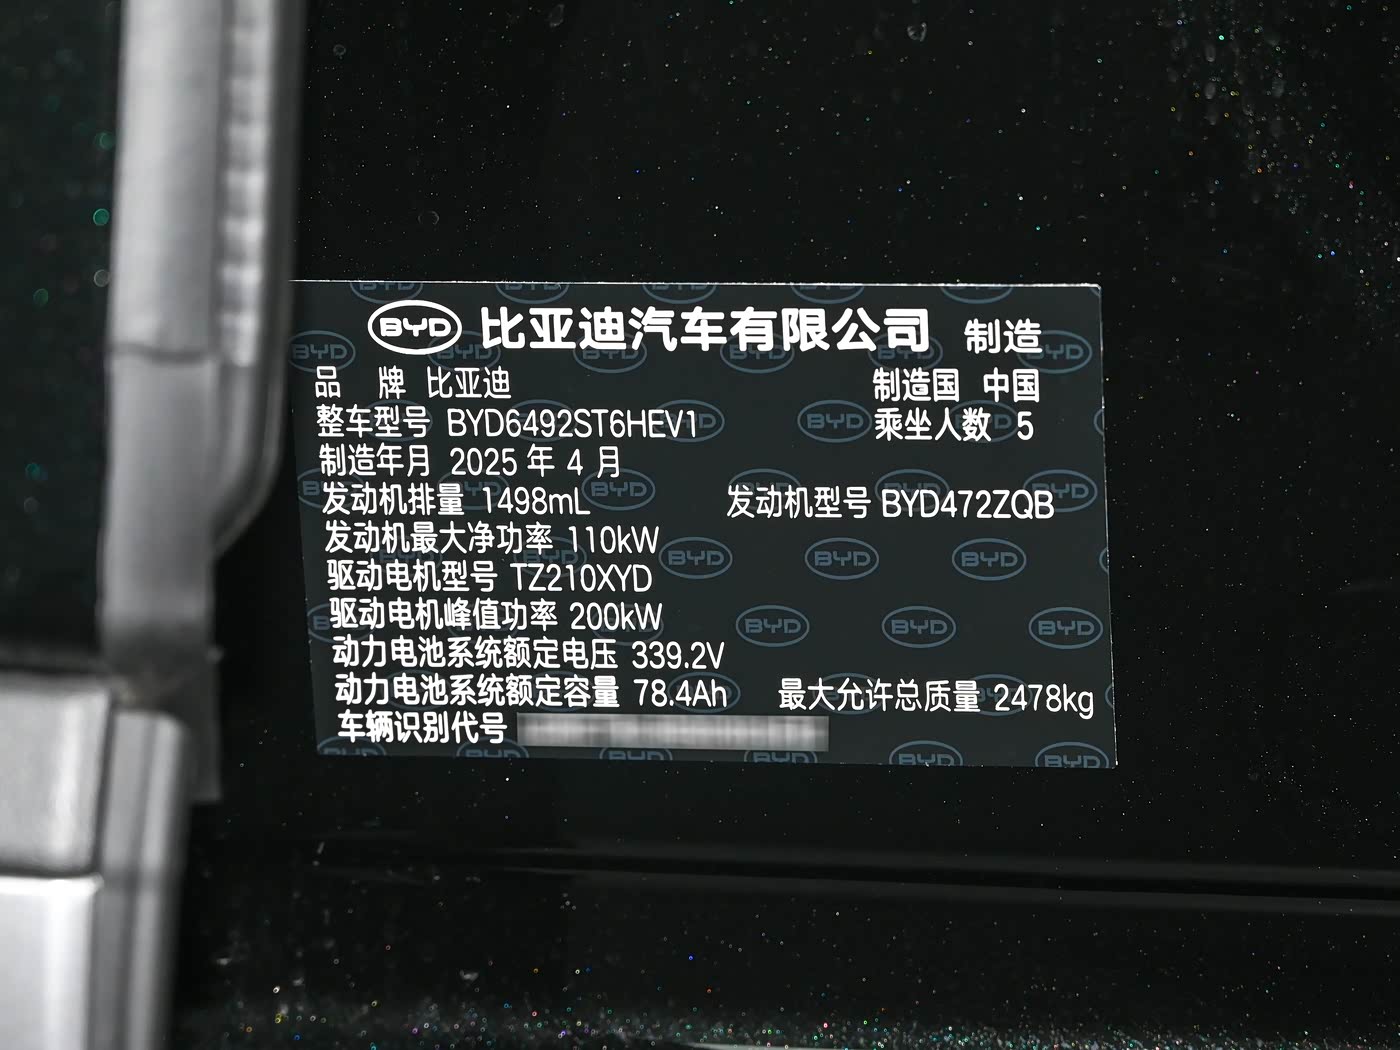 BYD 比亚迪汽车有限公司 制造
品 牌 比亚迪 制造国 中国
整车型号 BYD6492ST6HEV1 乘坐人数 5
制造年月 2025 年 4 月
发动机排量 1498mL 发动机型号 BYD472ZQB
发动机最大净功率 110kW
驱动电机型号 TZ210XYD
驱动电机峰值功率 200kW
动力电池系统额定电压 339.2V
动力电池系统额定容量 78.4Ah 最大允许总质量 2478kg
车辆识别代号